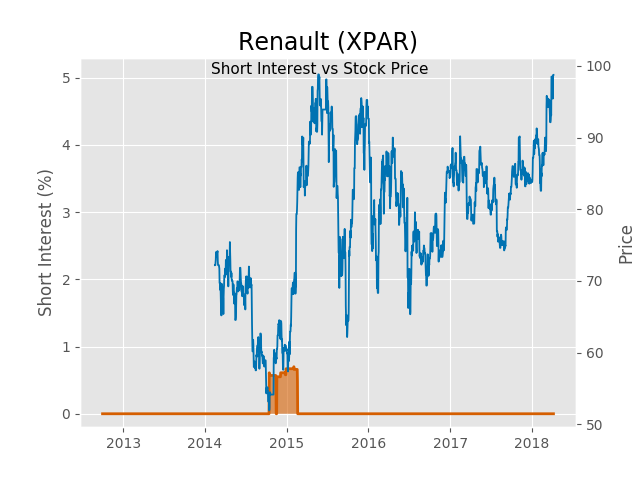 Renault (XPAR)
Short Interest vs Stock Price
Short Interest (%)
5
4
3
2
1
0
100
90
80
70
60
50
Price
2013 2014 2015 2016 2017 2018